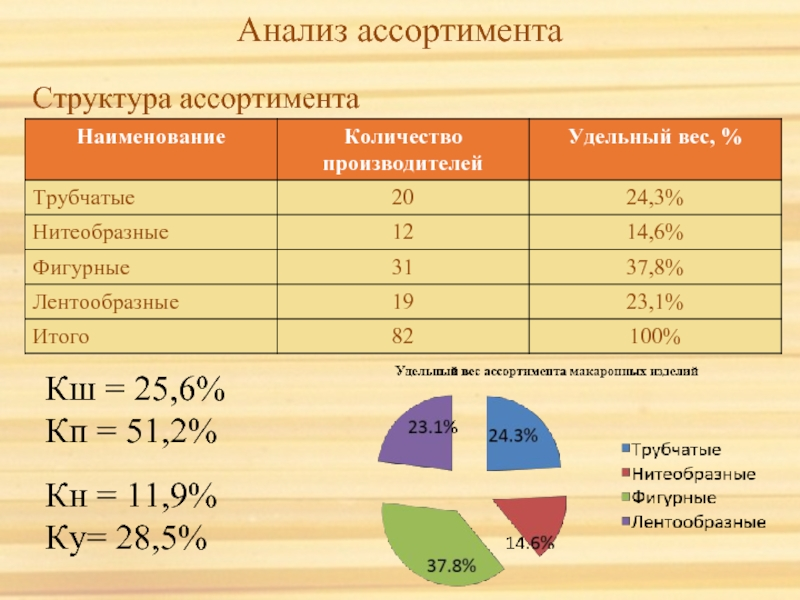 Анализ ассортимента
Структура ассортимента
Наименование Количество производителей Удельный вес, %
Трубчатые 20 24,3%
Нитеобразные 12 14,6%
Фигурные 31 37,8%
Лентообразные 19 23,1%
Итого 82 100%
Кш = 25,6%
Кп = 51,2%
Кн = 11,9%
Ку= 28,5%
Удельный вес ассортимента макаронных изделий
23.1%
24.3%
14.6%
37.8%
Трубчатые
Нитеобразные
Фигурные
Лентообразные